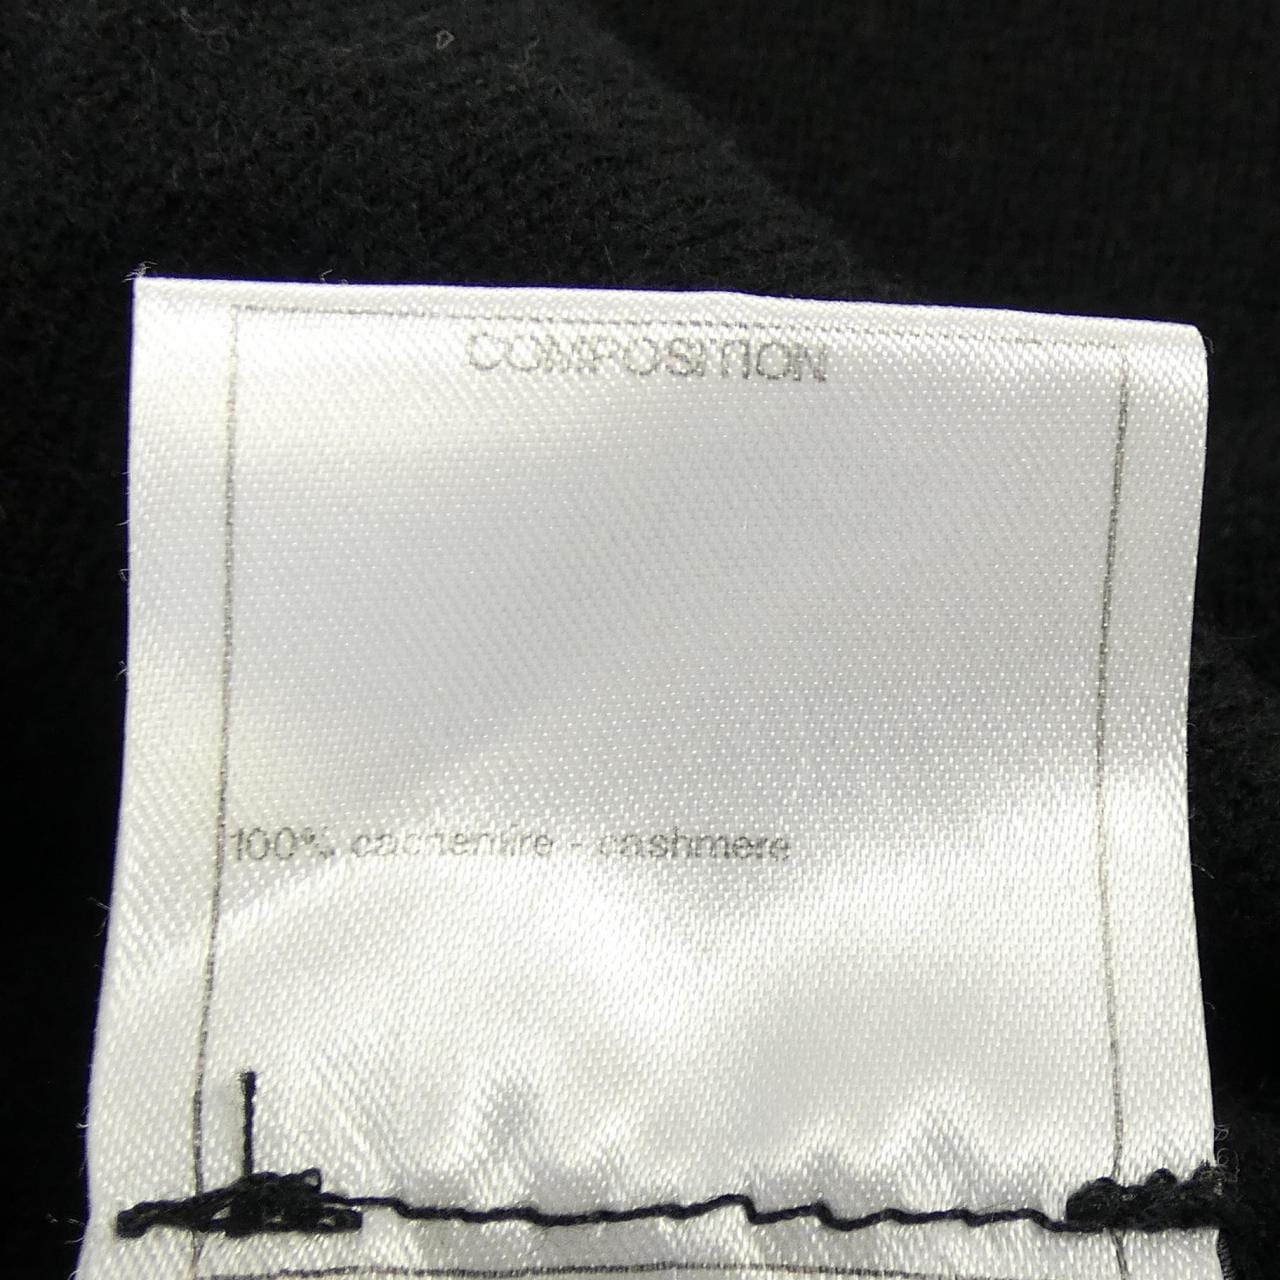 COMPOSITION
100% cachemire - cashmere